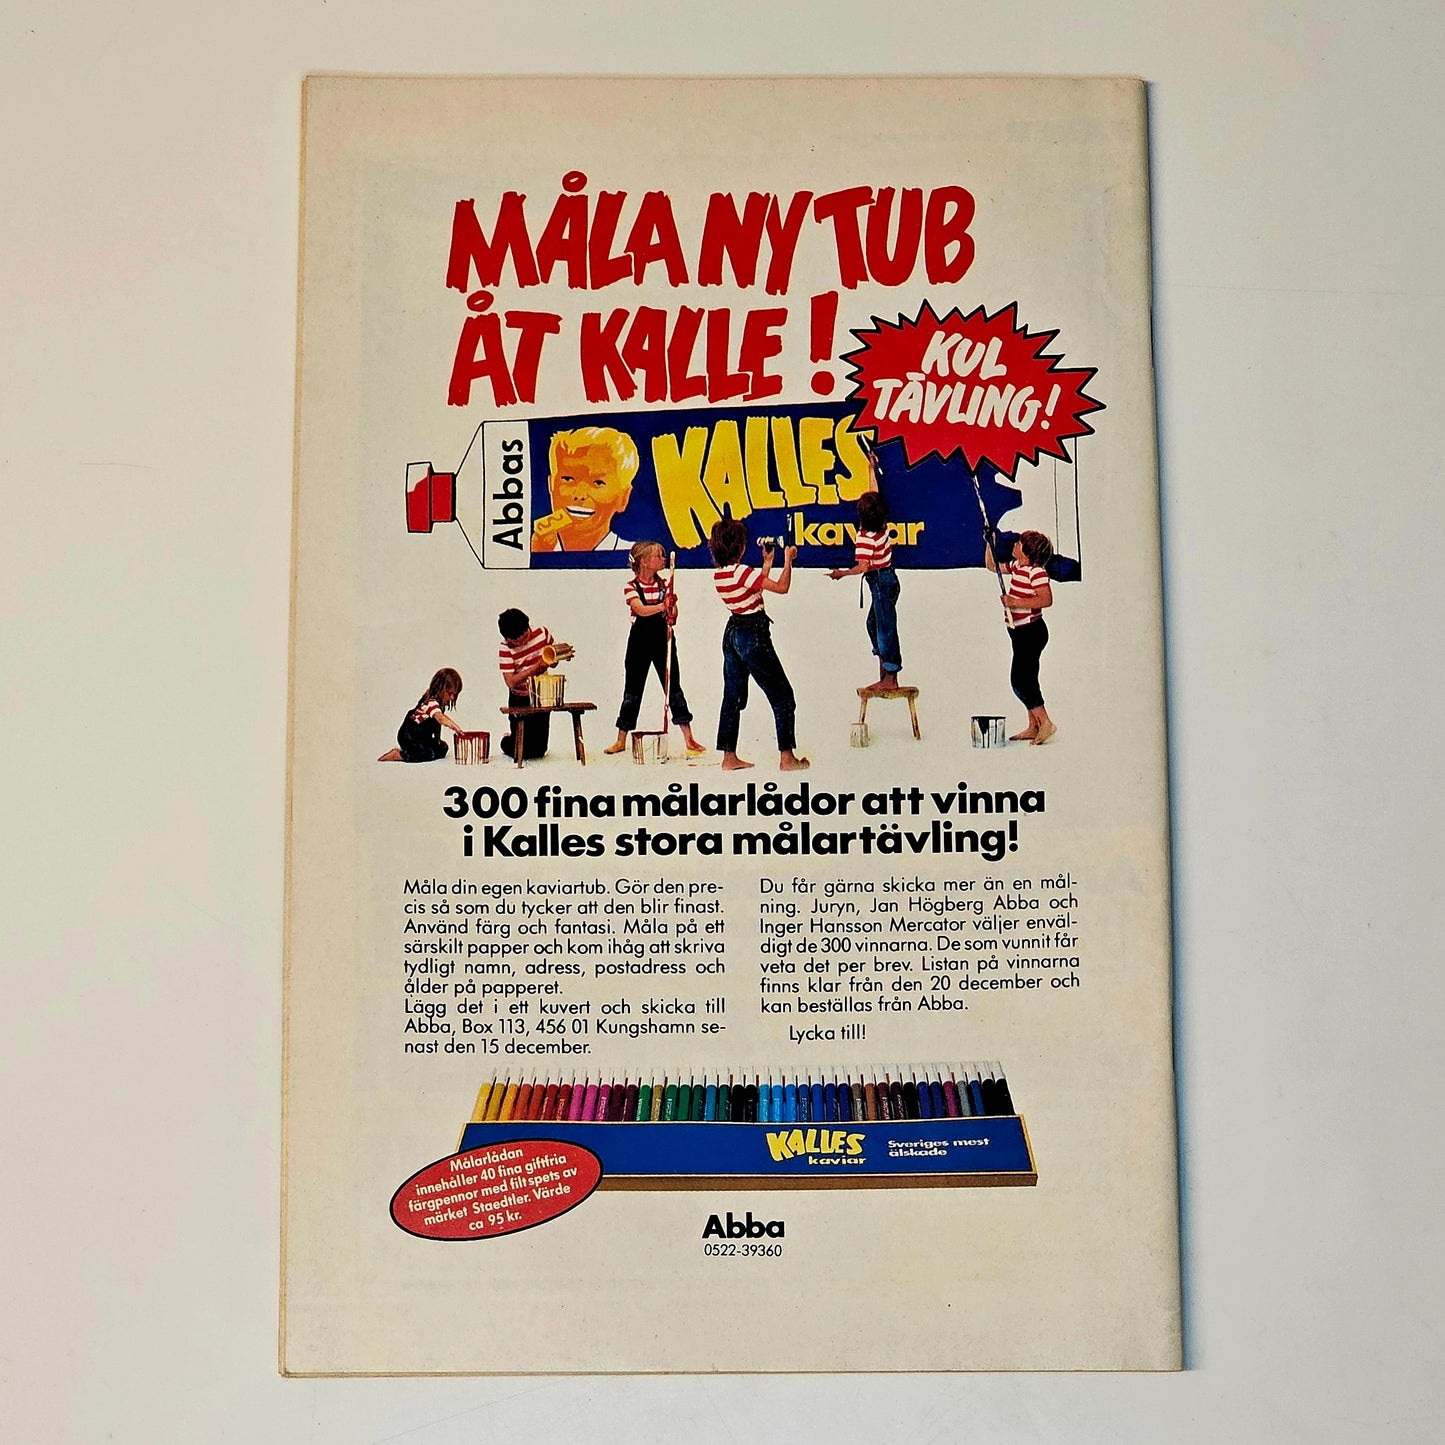 MÅLA NY TUB
ÅT KALLE!
KUL
TÄVLING!
Abbas
KALLES
kaviar
300 fina målarlådor att vinna
i Kalles stora målartävling!
Måla din egen kaviartub. Gör den pre-
cis så som du tycker att den blir finast.
Använd färg och fantasi. Måla på ett
särskilt papper och kom ihåg att skriva
tydligt namn, adress, postadress och
ålder på papperet.
Lägg det i ett kuvert och skicka till
Abba, Box 113, 456 01 Kungshamn se-
nast den 15 december.
Du får gärna skicka mer än en mål-
ning. Juryn, Jan Högberg Abba och
Inger Hansson Mercator väljer enväl-
digt de 300 vinnarna. De som vunnit får
veta det per brev. Listan på vinnarna
finns klar från den 20 december och
kan beställas från Abba.
Lycka till!
KALLES
kaviar
Sveriges mest
älskade
Målarlådan
innehåller 40 fina giftfria
färgpennor med filtspets av
märket Staedtler. Värde
ca 95 kr.
Abba
0522-39360